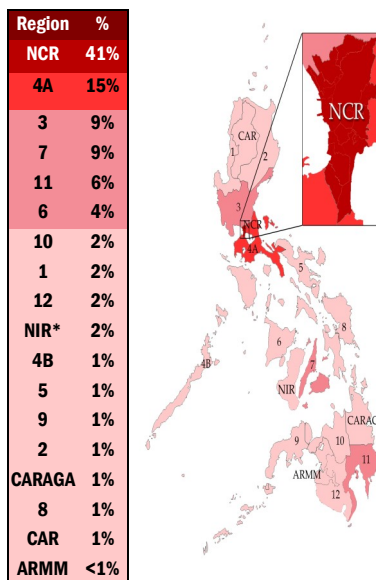 Region %
NCR 41%
4A 15%
3 9%
7 9%
11 6%
6 4%
10 2%
1 2%
12 2%
NIR* 2%
4B 1%
5 1%
9 1%
2 1%
CARAGA 1%
8 1%
CAR 1%
ARMM <1%
NCR
CAR
1
2
3
NCR
4A
5
6
8
4B
7
NIR
CARAG
9
10
11
ARMM
12